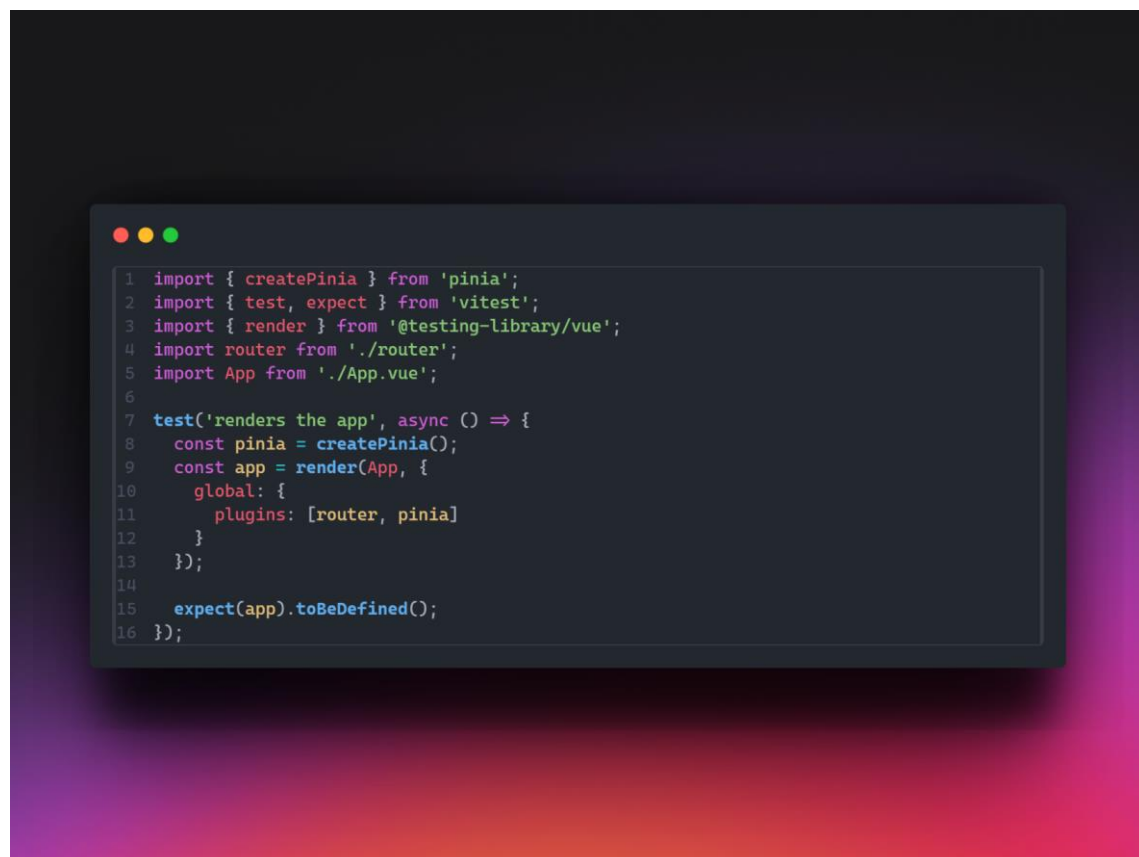 1 import { createPinia } from 'pinia';
2 import { test, expect } from 'vitest';
3 import { render } from '@testing-library/vue';
4 import router from './router';
5 import App from './App.vue';
6
7 test('renders the app', async () => {
8   const pinia = createPinia();
9   const app = render(App, {
10     global: {
11       plugins: [router, pinia]
12     }
13   });
14
15   expect(app).toBeDefined();
16 });